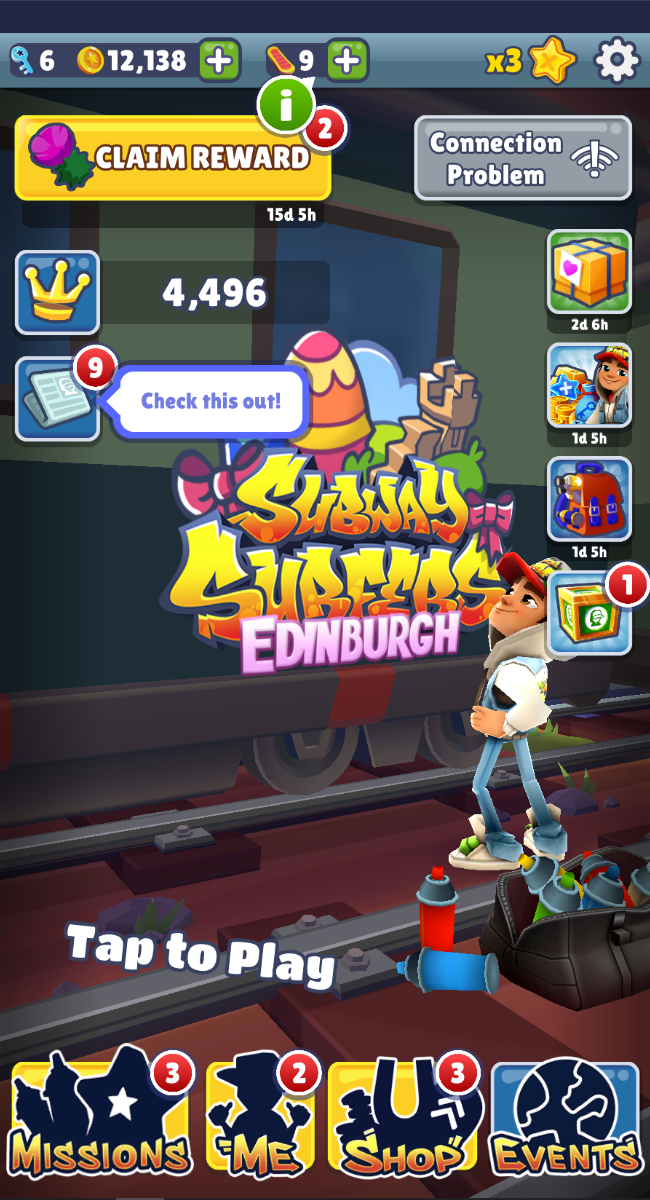 6
12,138
9
x3
CLAIM REWARD
2
15d 5h
Connection
Problem
4,496
2d 6h
9
Check this out!
1d 5h
SUBWAY
SURFERS
EDINBURGH
1d 5h
1
Tap to Play
MISSIONS
3
ME
2
SHOP
3
EVENTS